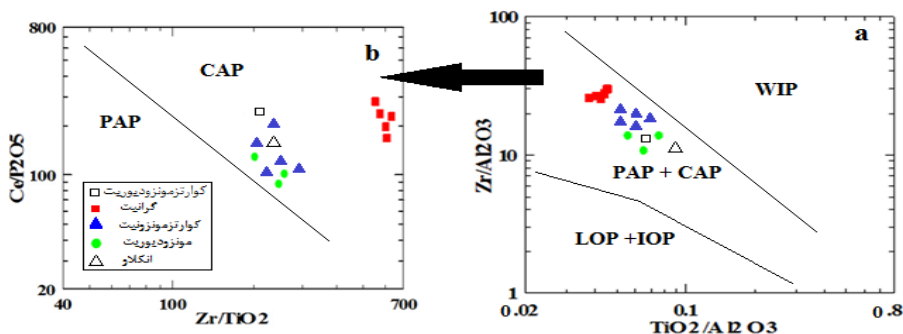 800
b
CAP
PAP
Ce/P2O5
100
20
40
100
700
Zr/TiO2
کوارتزمونزودیوریت
گرانیت
کوارتزمونزونیت
مونزودیوریت
انکلاو
100
a
WIP
Zr/Al2O3
10
PAP + CAP
LOP +IOP
1
0.02
0.1
0.8
TiO2/Al2O3